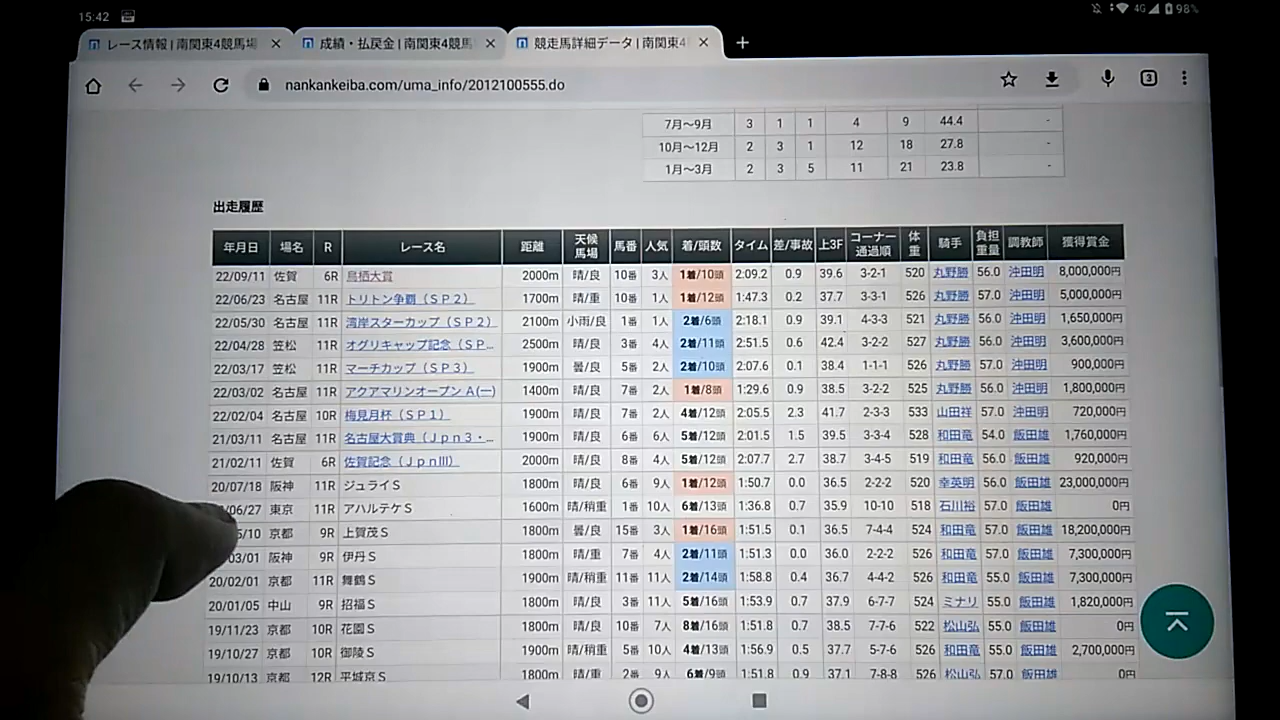 15:42 4G 98%
レース情報 | 南関東4競馬場 成績・払戻金 | 南関東4競馬 競走馬詳細データ | 南関東4
nankankeiba.com/uma_info/2012100555.do 3
7月～9月 3 1 1 4 9 44.4 -
10月～12月 2 3 1 12 18 27.8 -
1月～3月 2 3 5 11 21 23.8 -
出走履歴
年月日 場名 R レース名 距離 天候馬場 馬番 人気 着/頭数 タイム 差/事故 上3F コーナー通過順 体重 騎手 負担重量 調教師 獲得賞金
22/09/11 佐賀 6R 鳥栖大賞 2000m 晴/良 10番 3人 1着/10頭 2:09.2 0.9 39.6 3-2-1 520 丸野勝 56.0 沖田明 8,000,000円
22/06/23 名古屋 11R トリトン争覇（ＳＰ２） 1700m 晴/重 10番 1人 1着/12頭 1:47.3 0.2 37.7 3-3-1 526 丸野勝 57.0 沖田明 5,000,000円
22/05/30 名古屋 11R 湾岸スターカップ（ＳＰ２） 2100m 小雨/良 1番 1人 2着/6頭 2:18.1 0.9 39.1 4-3-3 521 丸野勝 56.0 沖田明 1,650,000円
22/04/28 笠松 11R オグリキャップ記念（ＳＰ... 2500m 晴/良 3番 4人 2着/11頭 2:51.5 0.6 42.4 3-2-2 527 丸野勝 56.0 沖田明 3,600,000円
22/03/17 笠松 11R マーチカップ（ＳＰ３） 1900m 曇/良 5番 2人 2着/10頭 2:07.6 0.1 38.4 1-1-1 526 丸野勝 57.0 沖田明 900,000円
22/03/02 名古屋 11R アクアマリンオープン A(一) 1400m 晴/良 7番 2人 1着/8頭 1:29.6 0.9 38.5 3-2-2 525 丸野勝 56.0 沖田明 1,800,000円
22/02/04 名古屋 10R 梅見月杯（ＳＰ１） 1900m 晴/良 7番 2人 4着/12頭 2:05.5 2.3 41.7 2-3-3 533 山田祥 57.0 沖田明 720,000円
21/03/11 名古屋 11R 名古屋大賞典（Ｊｐｎ３・... 1900m 晴/良 6番 6人 5着/12頭 2:01.5 1.5 39.5 3-3-4 528 和田竜 54.0 飯田雄 1,760,000円
21/02/11 佐賀 6R 佐賀記念（ＪｐｎⅢ） 2000m 晴/良 8番 4人 5着/12頭 2:07.7 2.7 38.7 3-4-5 519 和田竜 56.0 飯田雄 920,000円
20/07/18 阪神 11R ジュライＳ 1800m 晴/良 6番 9人 1着/12頭 1:50.7 0.0 36.5 2-2-2 520 幸英明 56.0 飯田雄 23,000,000円
/06/27 東京 11R アハルテケＳ 1600m 晴/稍重 1番 10人 6着/13頭 1:36.8 0.7 35.9 10-10 518 石川裕 57.0 飯田雄 0円
/10 京都 9R 上賀茂Ｓ 1800m 曇/良 15番 3人 1着/16頭 1:51.5 0.1 36.5 7-4-4 524 和田竜 57.0 飯田雄 18,200,000円
03/01 阪神 9R 伊丹Ｓ 1800m 晴/重 7番 4人 2着/11頭 1:51.3 0.0 36.0 2-2-2 526 和田竜 57.0 飯田雄 7,300,000円
20/02/01 京都 11R 舞鶴Ｓ 1900m 晴/稍重 11番 11人 2着/14頭 1:58.8 0.4 36.7 4-4-2 526 和田竜 55.0 飯田雄 7,300,000円
20/01/05 中山 9R 招福Ｓ 1800m 晴/良 3番 11人 5着/16頭 1:53.9 0.7 37.9 6-7-7 524 ミナリ 55.0 飯田雄 1,820,000円
19/11/23 京都 10R 花園Ｓ 1800m 晴/良 10番 7人 8着/16頭 1:51.8 0.7 38.5 7-7-6 522 松山弘 55.0 飯田雄 0円
19/10/27 京都 10R 御陵Ｓ 1900m 晴/稍重 5番 10人 4着/13頭 1:56.9 0.5 37.7 5-7-6 526 和田竜 55.0 飯田雄 2,700,000円
19/10/13 京都 12R 平城京Ｓ 1800m 晴/重 2番 9人 6着/9頭 1:51.8 0.9 37.1 7-8-8 526 松山弘 57.0 飯田雄 0円